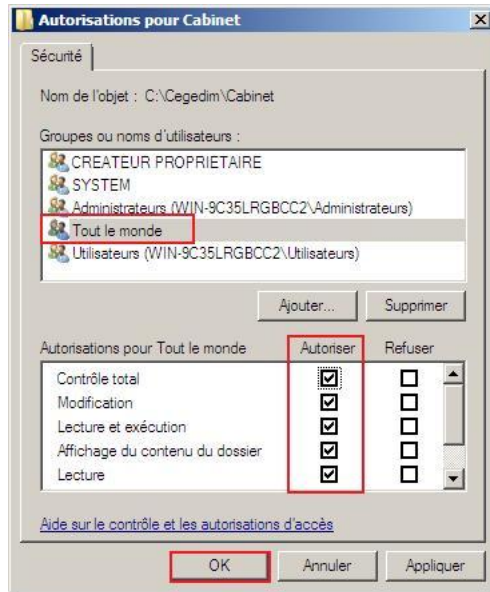 Autorisations pour Cabinet
Sécurité
Nom de l'objet : C:\Cegedim\Cabinet
Groupes ou noms d'utilisateurs :
CREATEUR PROPRIETAIRE
SYSTEM
Administrateurs (WIN-9C35LRGBCC2\Administrateurs)
Tout le monde
Utilisateurs (WIN-9C35LRGBCC2\Utilisateurs)
Ajouter... Supprimer
Autorisations pour Tout le monde Autoriser Refuser
Contrôle total
Modification
Lecture et exécution
Affichage du contenu du dossier
Lecture
Aide sur le contrôle et les autorisations d'accès
OK Annuler Appliquer